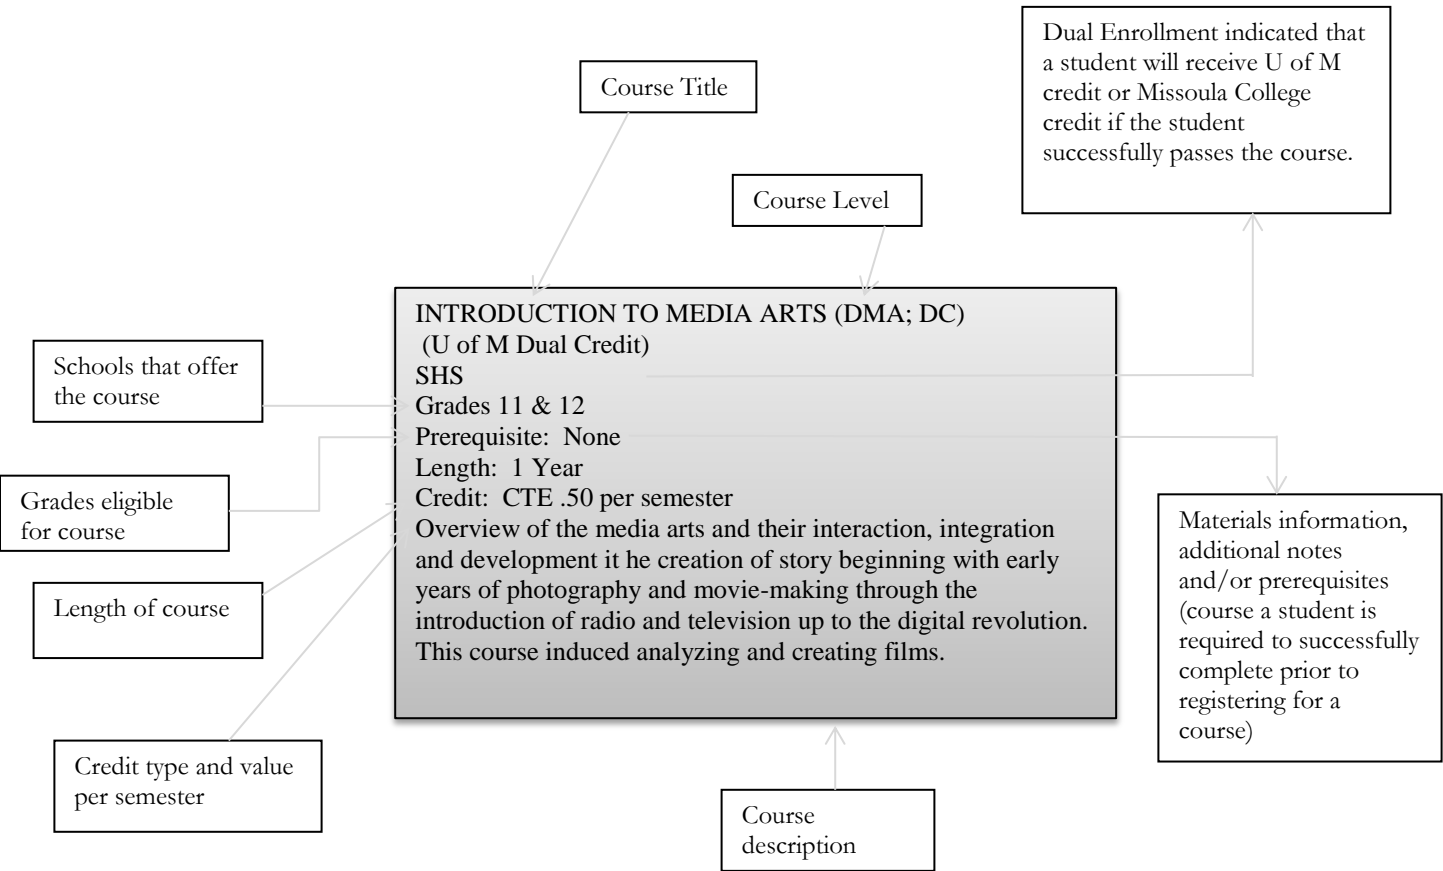 Dual Enrollment indicated that
a student will receive U of M
credit or Missoula College
credit if the student
successfully passes the course.
Course Title
Course Level
INTRODUCTION TO MEDIA ARTS (DMA; DC)
(U of M Dual Credit)
SHS
Grades 11 & 12
Prerequisite: None
Length: 1 Year
Credit: CTE .50 per semester
Overview of the media arts and their interaction, integration
and development it he creation of story beginning with early
years of photography and movie-making through the
introduction of radio and television up to the digital revolution.
This course induced analyzing and creating films.
Schools that offer
the course
Grades eligible
for course
Length of course
Credit type and value
per semester
Materials information,
additional notes
and/or prerequisites
(course a student is
required to successfully
complete prior to
registering for a
course)
Course
description